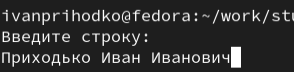 ivanprihodko@fedora:~/work/stu
Введите строку:
Приходько Иван Иванович